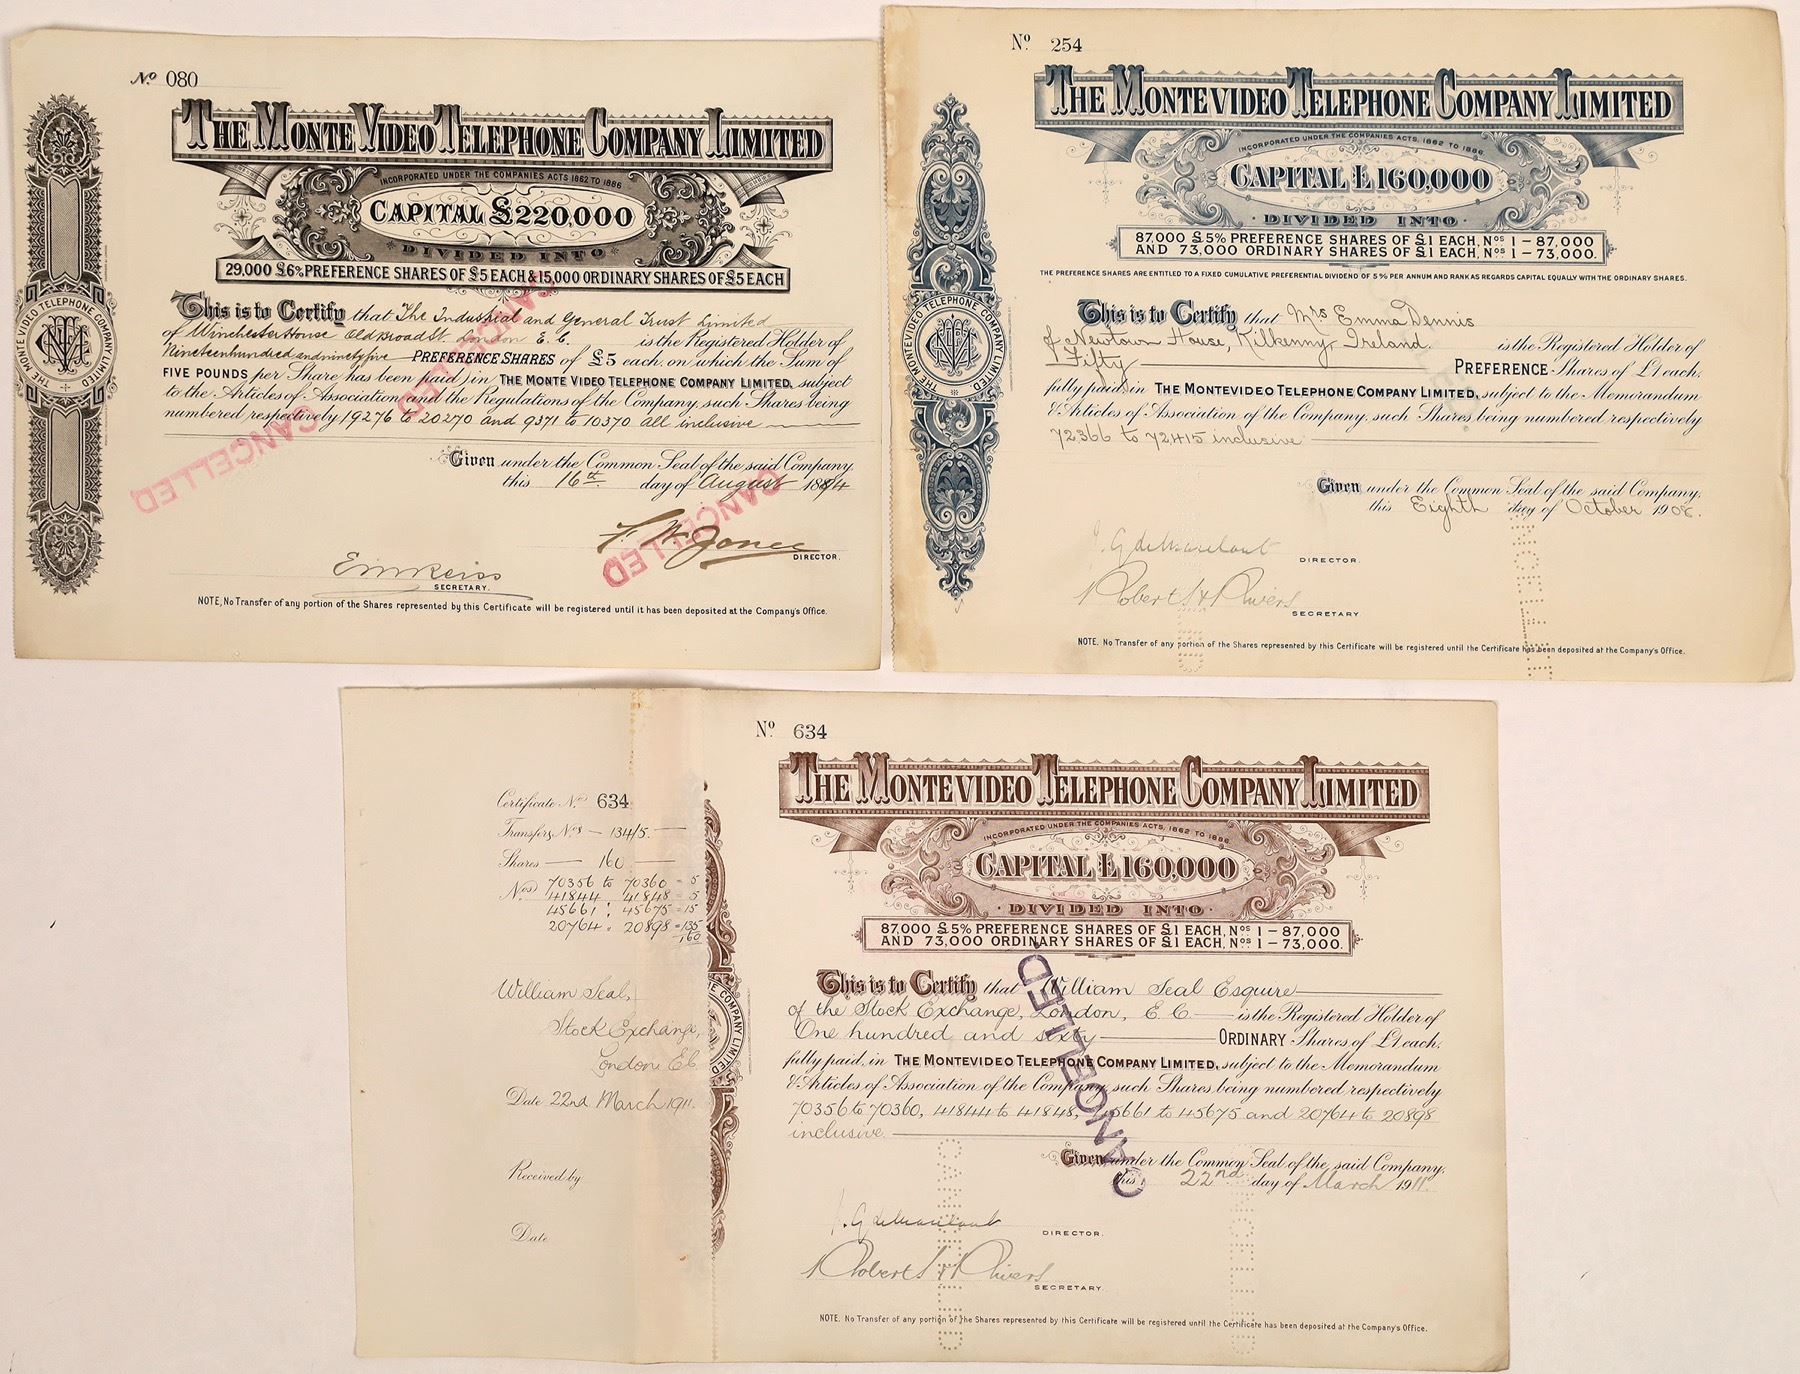 No 080
THE MONTE VIDEO TELEPHONE COMPANY LIMITED
INCORPORATED UNDER THE COMPANIES ACTS 1862 TO 1886
CAPITAL £220,000
DIVIDED INTO
29,000 £6% PREFERENCE SHARES OF £5 EACH & 15,000 ORDINARY SHARES OF £5 EACH
THE MONTE VIDEO TELEPHONE COMPANY LIMITED
This is to Certify that The Industrial and General Trust Limited
of Winchester House Old Broad St. London E.C. is the Registered Holder of
Nineteen hundred and ninety five PREFERENCE SHARES of £5 each, on which the Sum of
FIVE POUNDS per Share has been paid, in THE MONTE VIDEO TELEPHONE COMPANY LIMITED, subject
to the Articles of Association and the Regulations of the Company, such Shares being
numbered respectively 19276 to 20270 and 9371 to 10370 all inclusive
Given under the Common Seal of the said Company,
this 16th day of August
CANCELLED
CANCELLED
CANCELLED
F. W. Jones
DIRECTOR.
E m Reiss
SECRETARY.
NOTE, No Transfer of any portion of the Shares represented by this Certificate will be registered until it has been deposited at the Company's Office.
No 254
THE MONTEVIDEO TELEPHONE COMPANY LIMITED
INCORPORATED UNDER THE COMPANIES ACTS, 1862 TO 1886
CAPITAL £160,000
DIVIDED INTO
87,000 £5% PREFERENCE SHARES OF £1 EACH, Nos 1 – 87,000
AND 73,000 ORDINARY SHARES OF £1 EACH, Nos 1 – 73,000.
THE PREFERENCE SHARES ARE ENTITLED TO A FIXED CUMULATIVE PREFERENTIAL DIVIDEND OF 5% PER ANNUM AND RANK AS REGARDS CAPITAL EQUALLY WITH THE ORDINARY SHARES.
THE MONTEVIDEO TELEPHONE COMPANY LIMITED
This is to Certify that Mrs Emma Dennis
of Newtown House, Kilkenny, Ireland. is the Registered Holder of
Fifty PREFERENCE Shares of £1 each,
fully paid, in THE MONTEVIDEO TELEPHONE COMPANY LIMITED, subject to the Memorandum
& Articles of Association of the Company, such Shares being numbered respectively
72366 to 72415 inclusive
Given under the Common Seal of the said Company,
this Eighth day of October 1908.
DIRECTOR.
Robert H Rivers
SECRETARY
NOTE. No Transfer of any portion of the Shares represented by this Certificate will be registered until the Certificate has been deposited at the Company's Office.
Certificate No 634
Transfers Nos 134/5
Shares 160
Nos 70356 to 70360 = 5
41844 41848 = 5
45661 : 45675 = 15
20764 : 20898 = 135
160
William Seal,
Stock Exchange,
London E.C.
Date 22nd March 1911.
Received by
Date
No 634
THE MONTEVIDEO TELEPHONE COMPANY LIMITED
INCORPORATED UNDER THE COMPANIES ACTS, 1862 TO 1886
CAPITAL £160,000
DIVIDED INTO
87,000 £5% PREFERENCE SHARES OF £1 EACH, Nos 1 – 87,000
AND 73,000 ORDINARY SHARES OF £1 EACH, Nos 1 – 73,000.
COMPANY LIMITED
This is to Certify that William Seal Esquire
of the Stock Exchange, London, E.C. is the Registered Holder of
One hundred and sixty ORDINARY Shares of £1 each,
fully paid, in THE MONTEVIDEO TELEPHONE COMPANY LIMITED, subject to the Memorandum
& Articles of Association of the Company, such Shares being numbered respectively
70356 to 70360, 41844 to 41848, 45661 to 45675 and 20764 to 20898
inclusive
Given under the Common Seal of the said Company,
this 22nd day of March 1911.
CANCELLED
CANCELLED
CANCELLED
DIRECTOR.
Robert H Rivers
SECRETARY.
NOTE. No Transfer of any portion of the Shares represented by this Certificate will be registered until the Certificate has been deposited at the Company's Office.